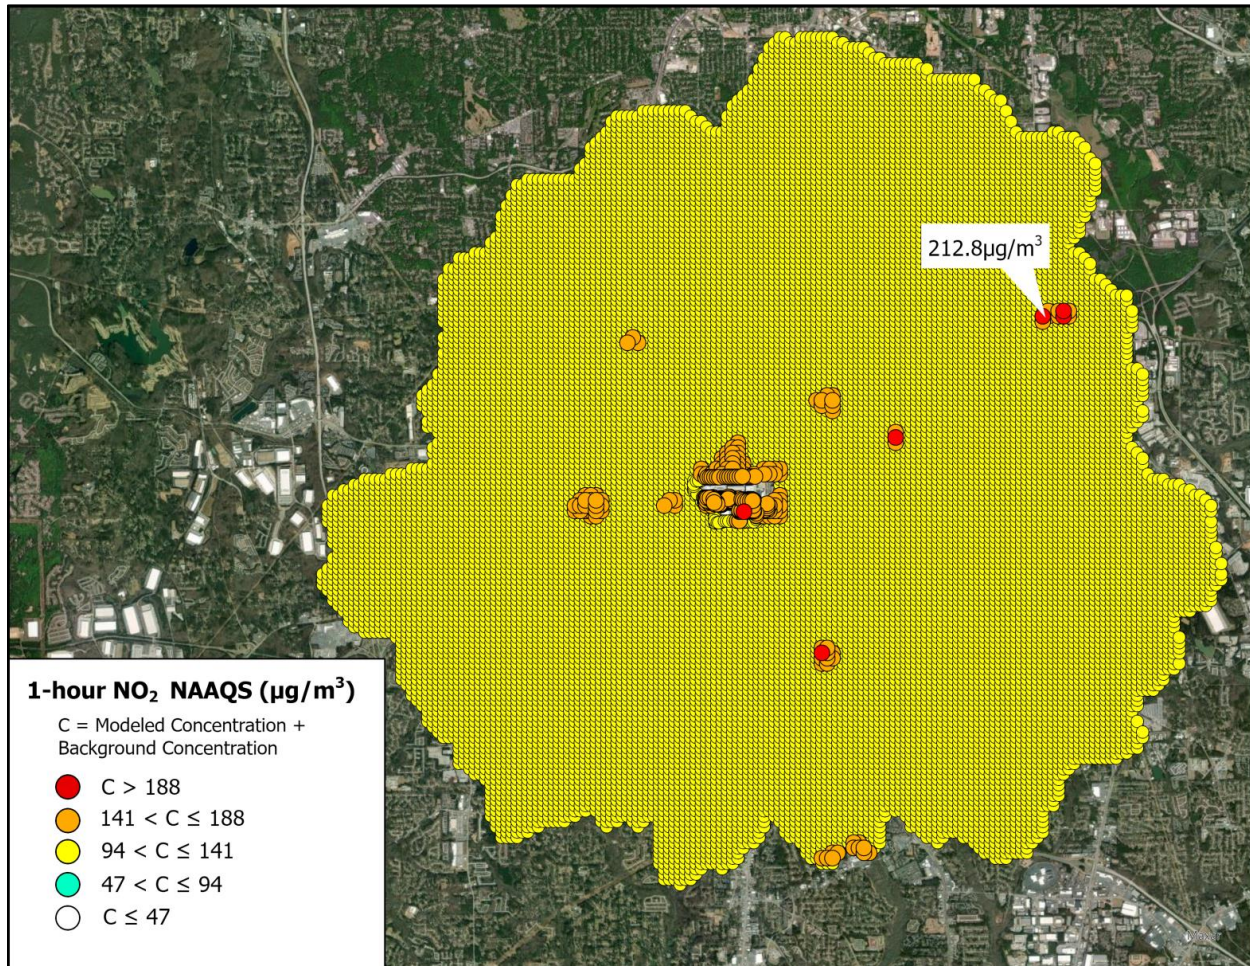 212.8µg/m³
1-hour NO₂ NAAQS (µg/m³)
C = Modeled Concentration +
Background Concentration
C > 188
141 < C ≤ 188
94 < C ≤ 141
47 < C ≤ 94
C ≤ 47